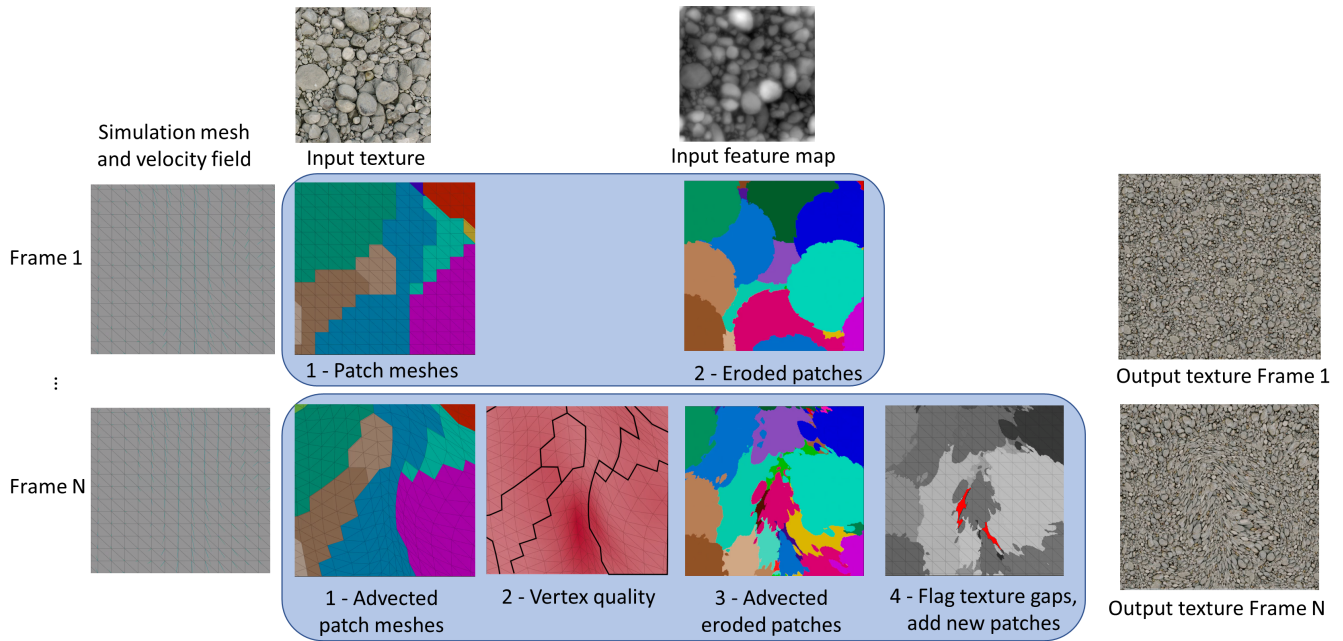 Simulation mesh
and velocity field
Input texture
Input feature map
Frame 1
1 - Patch meshes
2 - Eroded patches
Output texture Frame 1
...
Frame N
1 - Advected
patch meshes
2 - Vertex quality
3 - Advected
eroded patches
4 - Flag texture gaps,
add new patches
Output texture Frame N